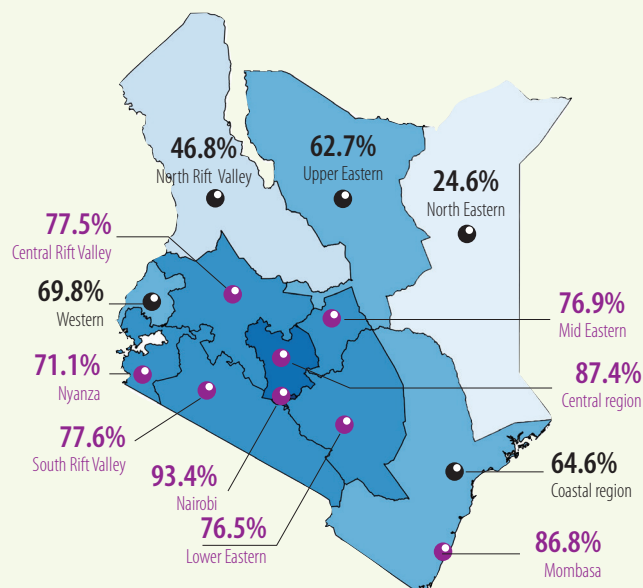 46.8%
North Rift Valley
62.7%
Upper Eastern
24.6%
North Eastern
77.5%
Central Rift Valley
69.8%
Western
76.9%
Mid Eastern
71.1%
Nyanza
87.4%
Central region
77.6%
South Rift Valley
93.4%
Nairobi
64.6%
Coastal region
76.5%
Lower Eastern
86.8%
Mombasa